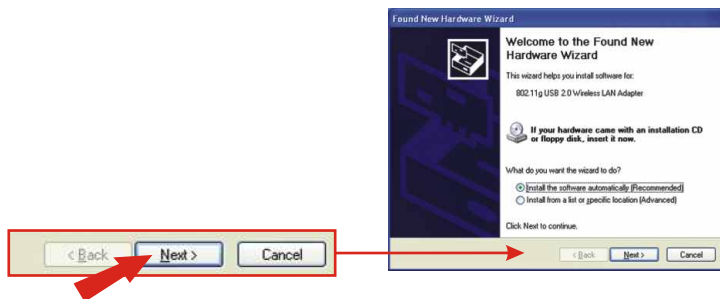 Found New Hardware Wizard
Welcome to the Found New
Hardware Wizard
This wizard helps you install software for:
802.11g USB 2.0 Wireless LAN Adapter
If your hardware came with an installation CD
or floppy disk, insert it now.
What do you want the wizard to do?
Install the software automatically (Recommended)
Install from a list or specific location (Advanced)
Click Next to continue.
< Back Next > Cancel
< Back Next > Cancel